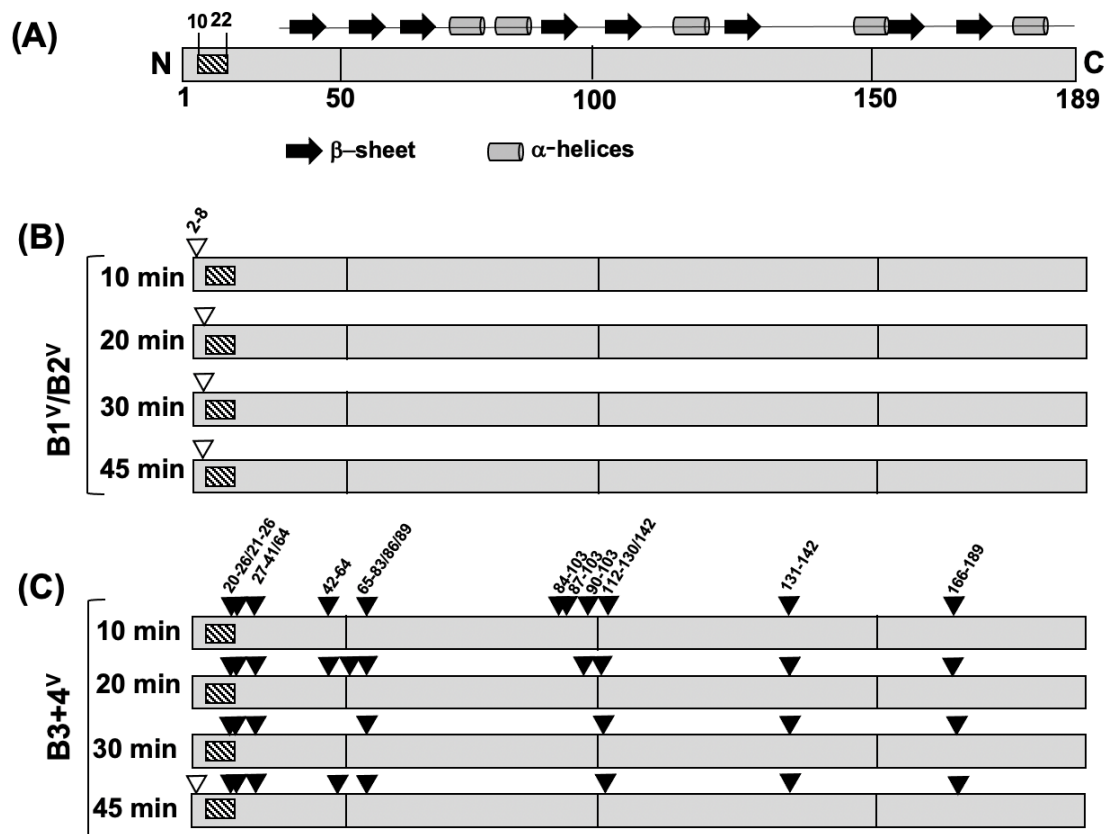 (A)
10 22
N C
1 50 100 150 189
β–sheet α-helices
(B)
2-8
B1V/B2V
10 min
20 min
30 min
45 min
(C)
20-26/21-26
27-41/64
42-64
65-83/86/89
84-103
87-103
90-103
112-130/142
131-142
166-189
B3+4V
10 min
20 min
30 min
45 min